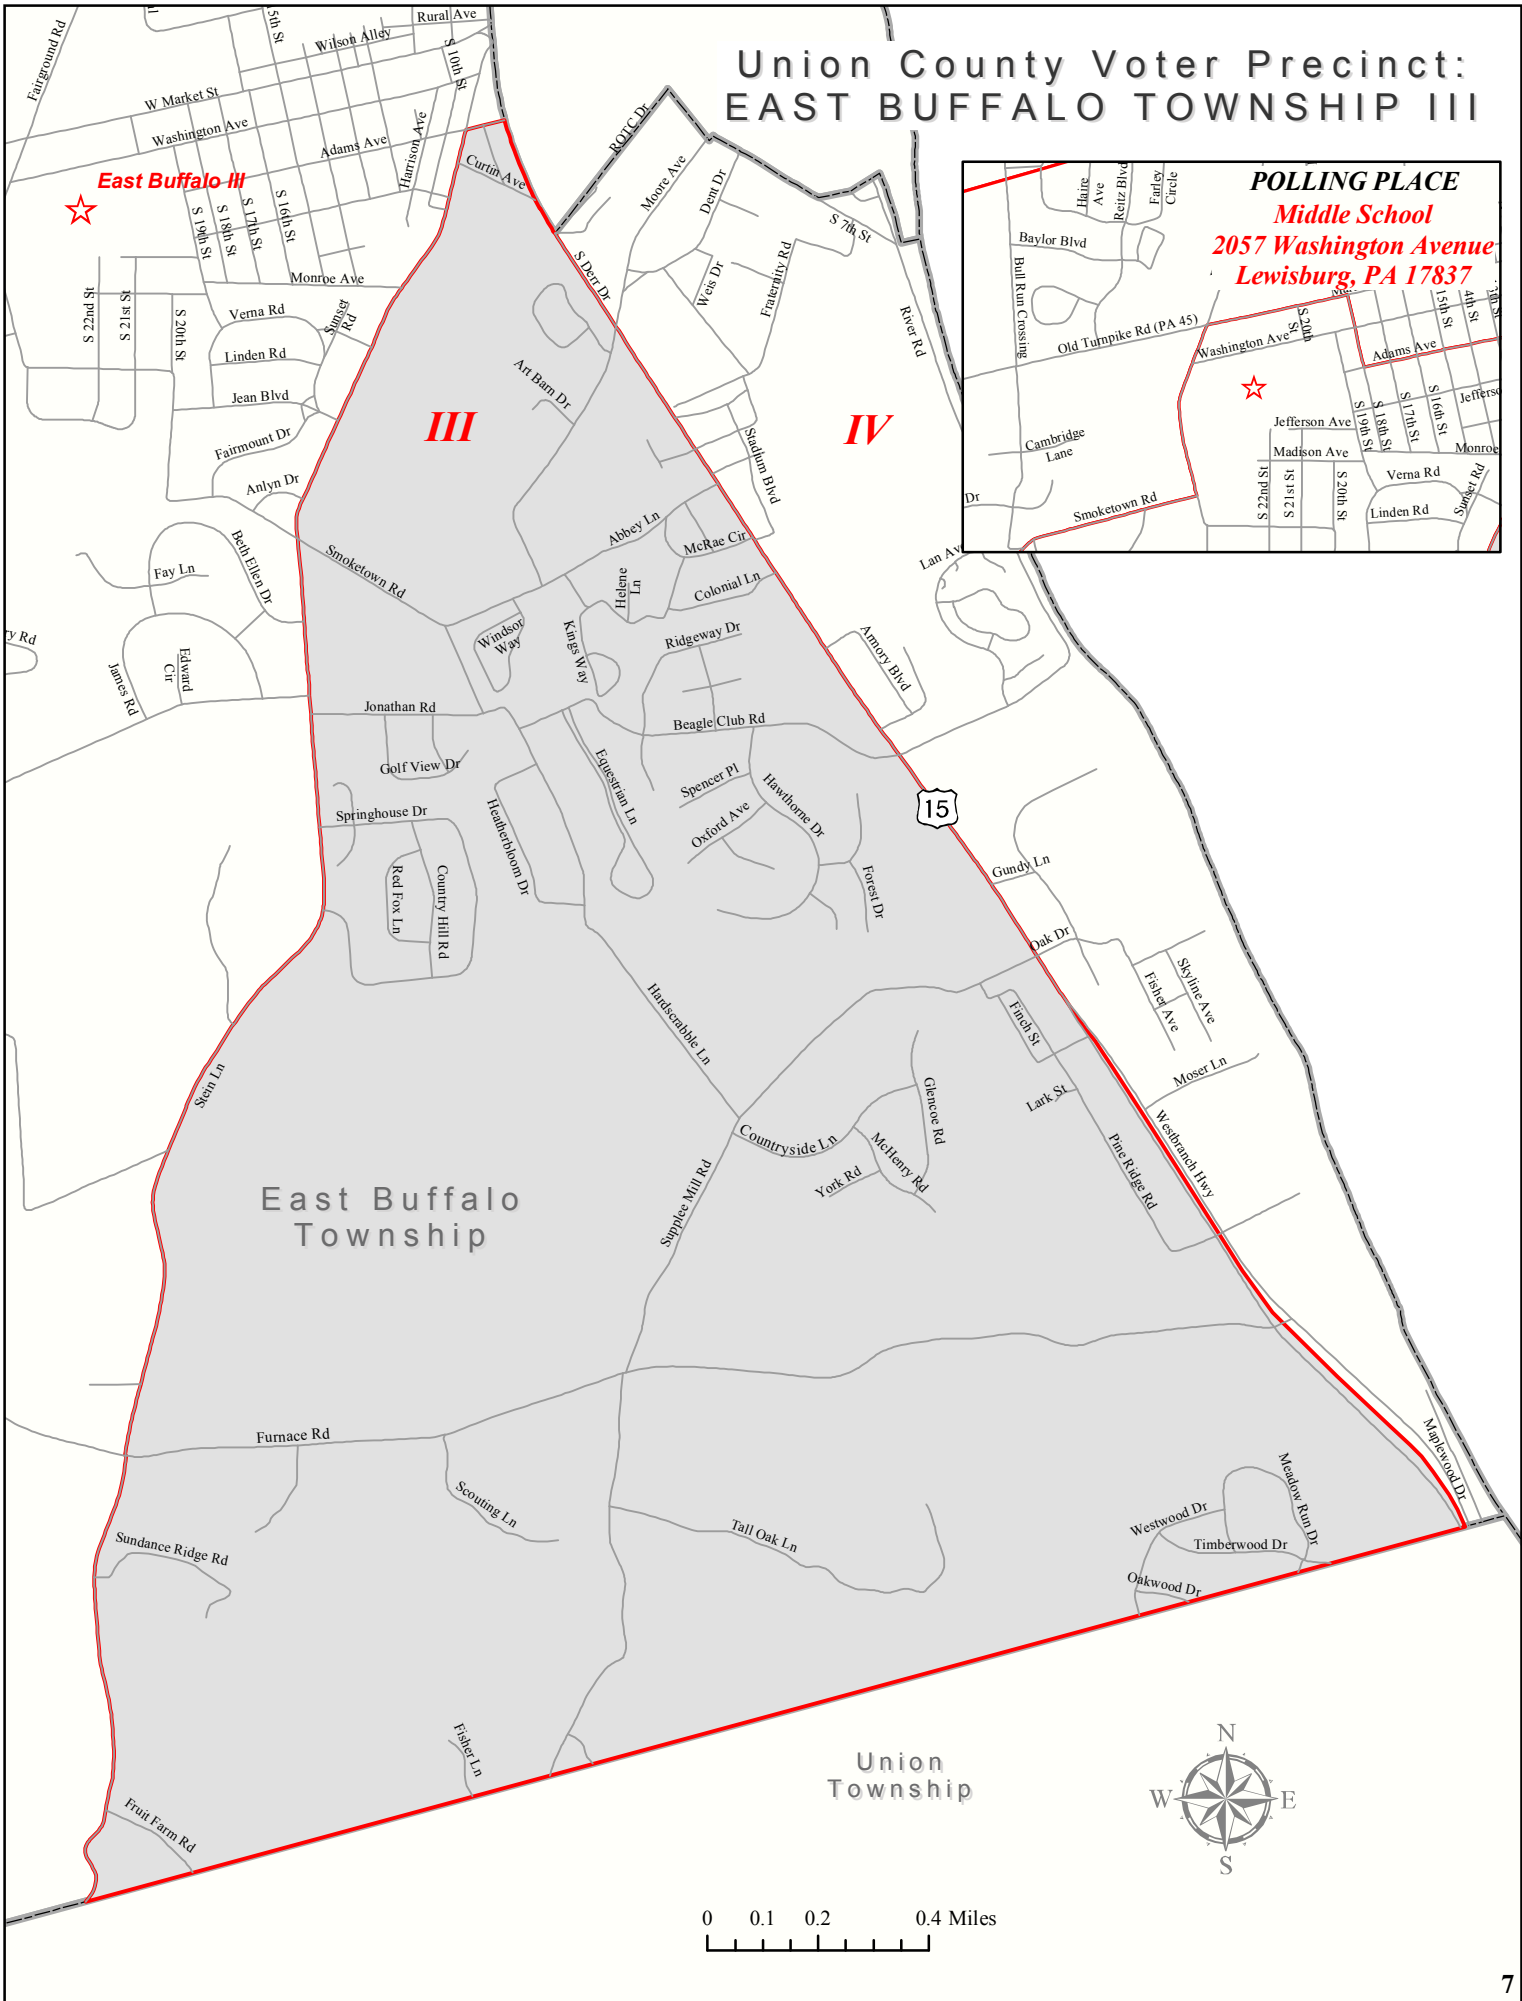 Union County Voter Precinct:
EAST BUFFALO TOWNSHIP III
POLLING PLACE
Middle School
2057 Washington Avenue
Lewisburg, PA 17837
Haire
Ave
Reitz Blvd
Farley
Circle
Baylor Blvd
Bull Run Crossing
Old Turnpike Rd (PA 45)
Washington Ave
S 20th
St
15th St
Adams Ave
Jefferson Ave
Madison Ave
S 19th St
S 18th St
S 17th St
S 16th St
Monroe
Cambridge
Lane
Dr
Smoketown Rd
S 22nd St
S 21st St
S 20th St
Verna Rd
Linden Rd
Sunset Rd
Fairground Rd
Wilson Alley
Rural Ave
S 10th St
W Market St
Washington Ave
Adams Ave
Harrison Ave
Curtin Ave
East Buffalo III
S 19th St
S 18th St
S 17th St
S 16th St
Monroe Ave
S 22nd St
S 21st St
S 20th St
Verna Rd
Sunset
Rd
Linden Rd
Jean Blvd
Fairmount Dr
Anlyn Dr
ROTC Dr
Moore Ave
Dent Dr
S 7th St
S Derr Dr
Weis Dr
Fraternity Rd
River Rd
Art Barn Dr
III
IV
Stadium Blvd
Abbey Ln
McRae Cir
Smoketown Rd
Beth Ellen Dr
Fay Ln
Helene
Ln
Colonial Ln
Windsor
Way
Kings Way
Ridgeway Dr
Armory Blvd
ry Rd
James Rd
Edward
Cir
Jonathan Rd
Beagle Club Rd
Golf View Dr
Equestrian Ln
Spencer Pl
Hawthorne Dr
Oxford Ave
Springhouse Dr
Heatherbloom Dr
15
Red Fox Ln
Country Hill Rd
Forest Dr
Gundy Ln
Oak Dr
Skyline Ave
Fisher Ave
Hardscrabble Ln
Finch St
Moser Ln
Stein Ln
Lark St
Glencoe Rd
Countryside Ln
McHenry Rd
York Rd
Pine Ridge Rd
Westbranch Hwy
Supplee Mill Rd
East Buffalo
Township
Furnace Rd
Scouting Ln
Tall Oak Ln
Maplewood Dr
Meadow Run Dr
Westwood Dr
Timberwood Dr
Oakwood Dr
Sundance Ridge Rd
Fisher Ln
Fruit Farm Rd
Union
Township
N
W
E
S
0 0.1 0.2 0.4 Miles
7